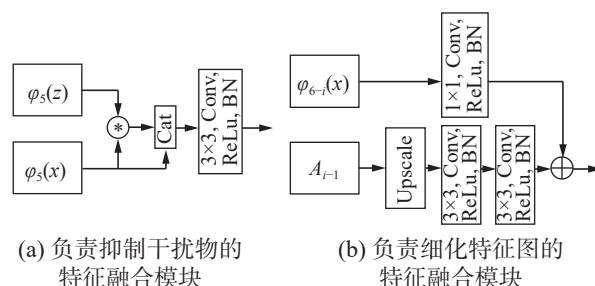 φ₅(z)
φ₅(x)
*
Cat
3×3, Conv,
ReLu, BN
(a) 负责抑制干扰物的
特征融合模块
φ₆₋ᵢ(x)
1×1, Conv,
ReLu, BN
Aᵢ₋₁
Upscale
3×3, Conv,
ReLu, BN
3×3, Conv,
ReLu, BN
(b) 负责细化特征图的
特征融合模块